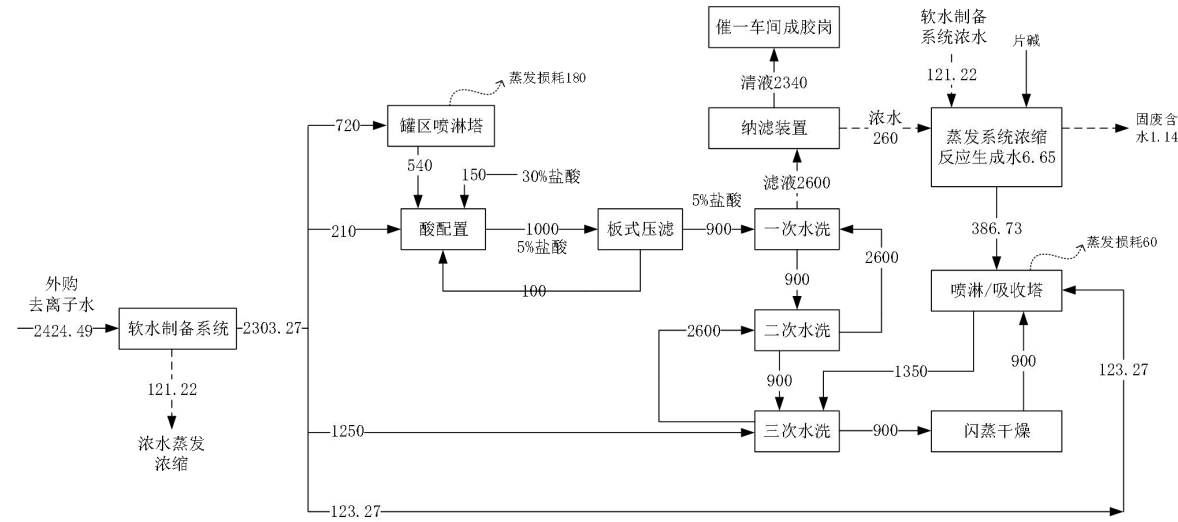 催一车间成胶岗
软水制备
系统浓水
片碱
蒸发损耗180
清液2340
121.22
罐区喷淋塔
720
纳滤装置
浓水
260
蒸发系统浓缩
反应生成水6.65
固废含
水1.14
540
150
30%盐酸
滤液2600
5%盐酸
210
酸配置
1000
5%盐酸
板式压滤
900
一次水洗
386.73
蒸发损耗60
2600
100
900
喷淋/吸收塔
外购
去离子水
2424.49
软水制备系统
2303.27
2600
二次水洗
900
123.27
121.22
900
1350
浓水蒸发
浓缩
1250
三次水洗
900
闪蒸干燥
123.27